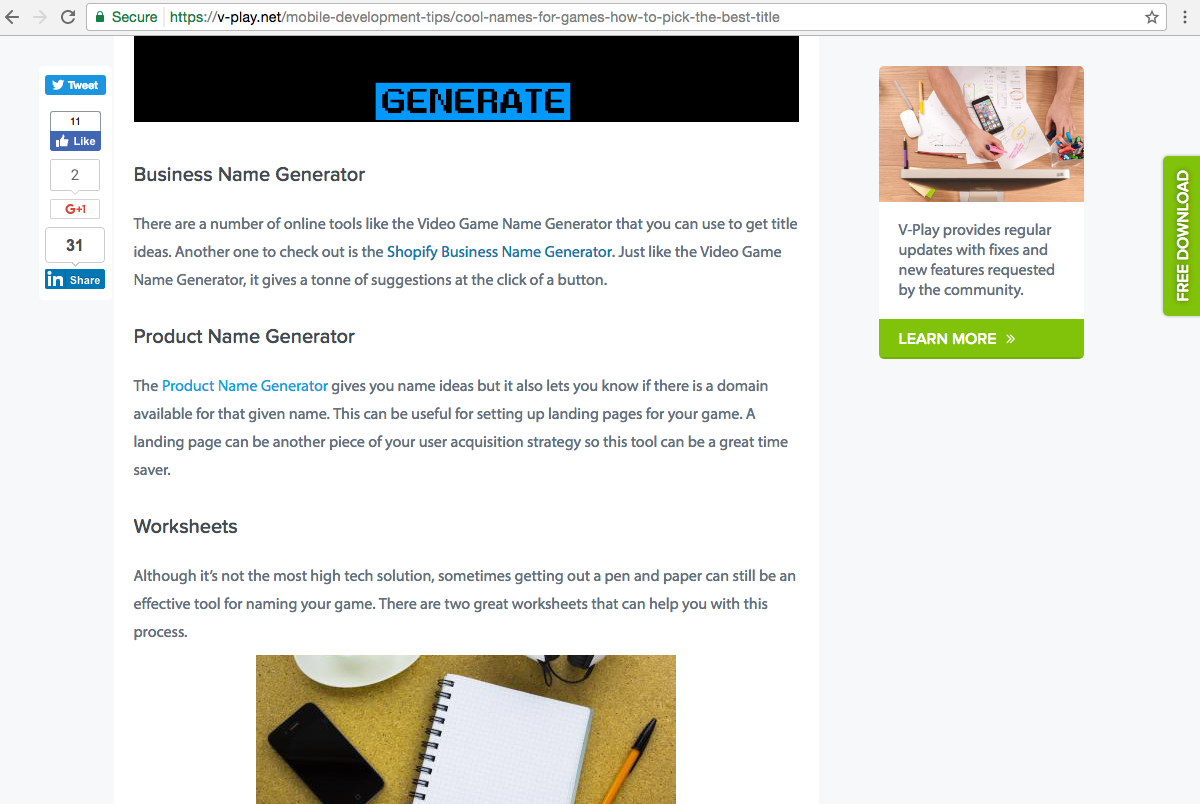 Secure
https://v-play.net/mobile-development-tips/cool-names-for-games-how-to-pick-the-best-title
GENERATE
Tweet
11
Like
2
G+1
31
in Share
Business Name Generator
There are a number of online tools like the Video Game Name Generator that you can use to get title
ideas. Another one to check out is the Shopify Business Name Generator. Just like the Video Game
Name Generator, it gives a tonne of suggestions at the click of a button.
Product Name Generator
The Product Name Generator gives you name ideas but it also lets you know if there is a domain
available for that given name. This can be useful for setting up landing pages for your game. A
landing page can be another piece of your user acquisition strategy so this tool can be a great time
saver.
Worksheets
Although it’s not the most high tech solution, sometimes getting out a pen and paper can still be an
effective tool for naming your game. There are two great worksheets that can help you with this
process.
V-Play provides regular
updates with fixes and
new features requested
by the community.
LEARN MORE »
FREE DOWNLOAD